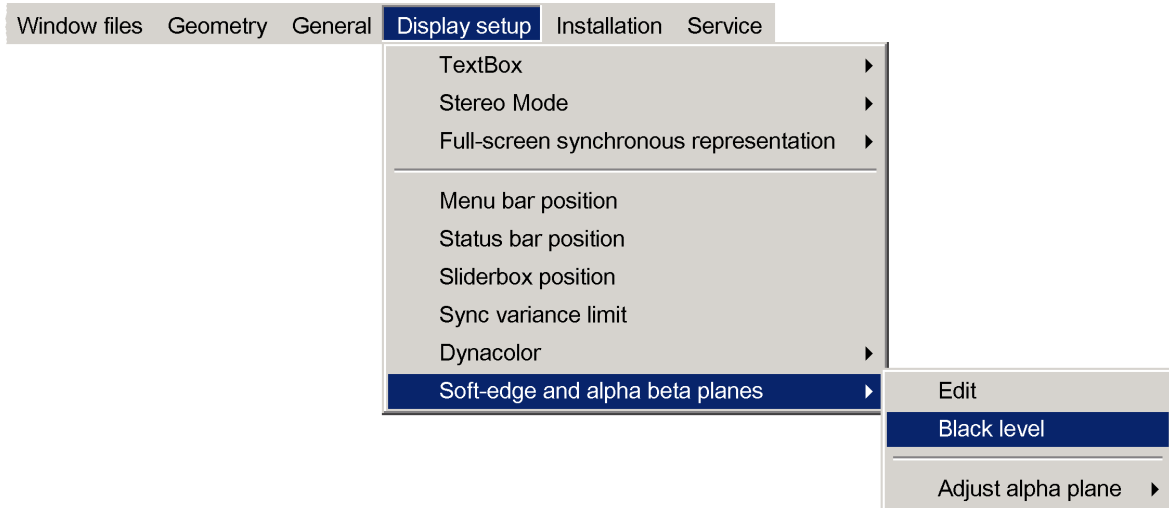 Window files Geometry General Display setup Installation Service
TextBox
Stereo Mode
Full-screen synchronous representation
Menu bar position
Status bar position
Sliderbox position
Sync variance limit
Dynacolor
Soft-edge and alpha beta planes
Edit
Black level
Adjust alpha plane